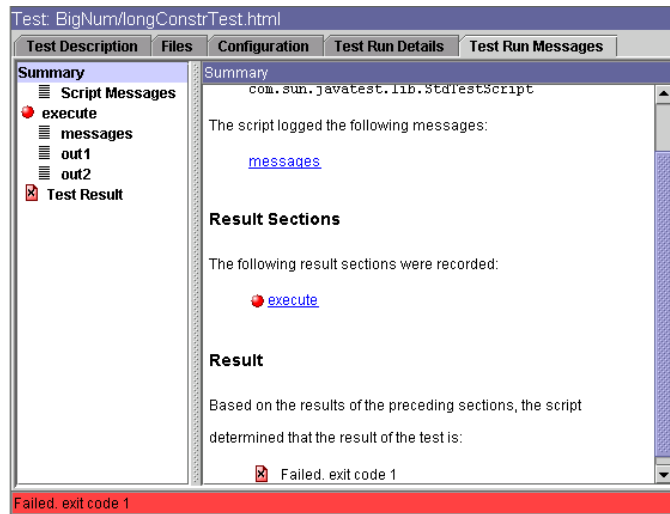 Test: BigNum/longConstrTest.html
Test Description Files Configuration Test Run Details Test Run Messages
Summary
Script Messages
execute
messages
out1
out2
Test Result
Summary
com.sun.javatest.lib.StdTestScript
The script logged the following messages:
messages
Result Sections
The following result sections were recorded:
execute
Result
Based on the results of the preceding sections, the script
determined that the result of the test is:
Failed. exit code 1
Failed. exit code 1